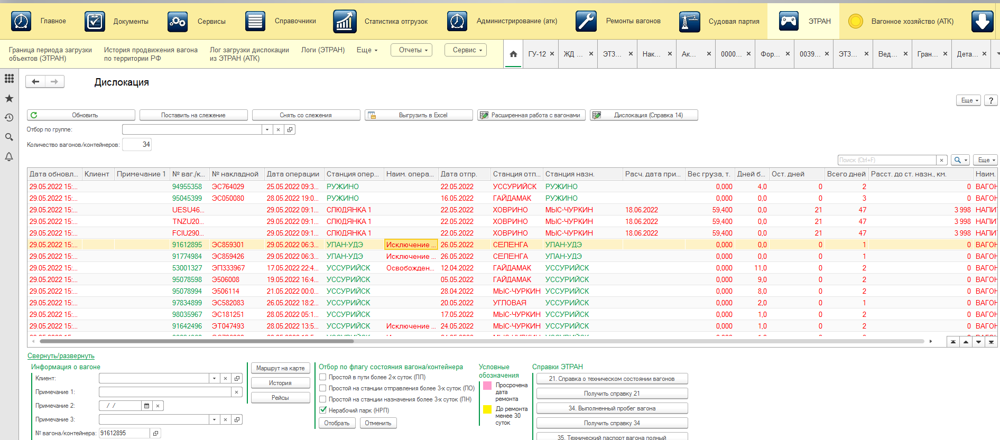 Главное Документы Сервисы Справочники Статистика отгрузок Администрирование (атк) Ремонты вагонов Судовая партия ЭТРАН Вагонное хозяйство (АТК)
Граница периода загрузки объектов (ЭТРАН) История продвижения вагона по территории РФ Лог загрузки дислокации из ЭТРАН (АТК) Логи (ЭТРАН) Еще Отчеты Сервис
ГУ-12 × ЖД ... × ЭТ3... × Нак... × Ак... × 0000... × Фор... × 0039... × ЭТ3... × Вед... × Гран... × Дета... ×
Дислокация
Еще ?
Обновить Поставить на слежение Снять со слежения Выгрузить в Excel Расширенная работа с вагонами Дислокация (Справка 14)
Отбор по группе:
Количество вагонов/контейнеров: 34
Поиск (Ctrl+F) × Еще
Дата обновл... Клиент Примечание 1 № ваг./к... № накладной Дата операции Станция опер... Наим. опера... Дата отпр. Станция отп... Станция назн. Расч. дата при... Вес груза, т. Дней б... Ост. дней Всего дней Расст. до ст. назн., км. Наим.
29.05.2022 15:... 94955358 ЭС764029 25.05.2022 09:3... РУЖИНО 22.05.2022 УССУРИЙСК РУЖИНО 0,000 4,0 0 2 0 ВАГОН
29.05.2022 15:... 95045399 ЭС050080 28.05.2022 19:0... РУЖИНО 16.05.2022 ГАЙДАМАК РУЖИНО 0,000 0,0 0 3 0 ВАГОН
29.05.2022 15:... UESU46... 29.05.2022 09:1... СЛЮДЯНКА 1 22.05.2022 ХОВРИНО МЫС-ЧУРКИН 18.06.2022 59,400 0,0 21 47 3 998 НАПИТ
29.05.2022 15:... TNZU20... 29.05.2022 09:1... СЛЮДЯНКА 1 22.05.2022 ХОВРИНО МЫС-ЧУРКИН 18.06.2022 59,400 0,0 21 47 3 998 НАПИТ
29.05.2022 15:... FCIU290... 29.05.2022 09:1... СЛЮДЯНКА 1 22.05.2022 ХОВРИНО МЫС-ЧУРКИН 18.06.2022 59,400 0,0 21 47 3 998 НАПИТ
29.05.2022 15:... 91612895 ЭС859301 29.05.2022 06:3... УЛАН-УДЭ Исключение ... 26.05.2022 СЕЛЕНГА УЛАН-УДЭ 0,000 0,0 0 1 0 ВАГОН
29.05.2022 15:... 91774984 ЭС859426 29.05.2022 06:3... УЛАН-УДЭ Исключение ... 26.05.2022 СЕЛЕНГА УЛАН-УДЭ 0,000 0,0 0 1 0 ВАГОН
29.05.2022 15:... 53001327 ЭП333967 17.05.2022 22:4... УССУРИЙСК Освобожден... 12.04.2022 ГАЙДАМАК УССУРИЙСК 0,000 11,0 0 2 0 ВАГОН
29.05.2022 15:... 95078598 Э506008 19.05.2022 16:4... УССУРИЙСК 05.05.2022 ГАЙДАМАК УССУРИЙСК 0,000 9,0 0 2 0 ВАГОН
29.05.2022 15:... 95078994 Э506114 21.05.2022 00:0... УССУРИЙСК 28.04.2022 МЫС-ЧУРКИН УССУРИЙСК 0,000 8,0 0 2 0 ВАГОН
29.05.2022 15:... 97834899 ЭС582083 26.05.2022 18:2... УССУРИЙСК 20.05.2022 УГЛОВАЯ УССУРИЙСК 0,000 2,0 0 1 0 ВАГОН
29.05.2022 15:... 98035967 ЭС181251 28.05.2022 05:1... УССУРИЙСК 17.05.2022 МЫС-ЧУРКИН УССУРИЙСК 0,000 1,0 0 2 0 ВАГОН
29.05.2022 15:... 91642496 ЭТ047493 28.05.2022 13:5... УССУРИЙСК Исключение ... 24.05.2022 МЫС-ЧУРКИН УССУРИЙСК 0,000 1,0 0 2 0 ВАГОН
Свернуть/развернуть
Информация о вагоне
Клиент:
Примечание 1:
Примечание 2: / /
Примечание 3:
№ вагона/контейнера: 91612895
Маршрут на карте
История
Рейсы
Отбор по флагу состояния вагона/контейнера
Простой в пути более 2-х суток (ПП)
Простой на станции отправления более 3-х суток (ПО)
Простой на станции назначения более 3-х суток (ПН)
Нерабочий парк (НРП)
Отобрать Отменить
Условные обозначения
Просрочена дата ремонта
До ремонта менее 30 суток
Справки ЭТРАН
21. Справка о техническом состоянии вагонов
Получить справку 21
34. Выполненный пробег вагона
Получить справку 34
35. Технический паспорт вагона полный